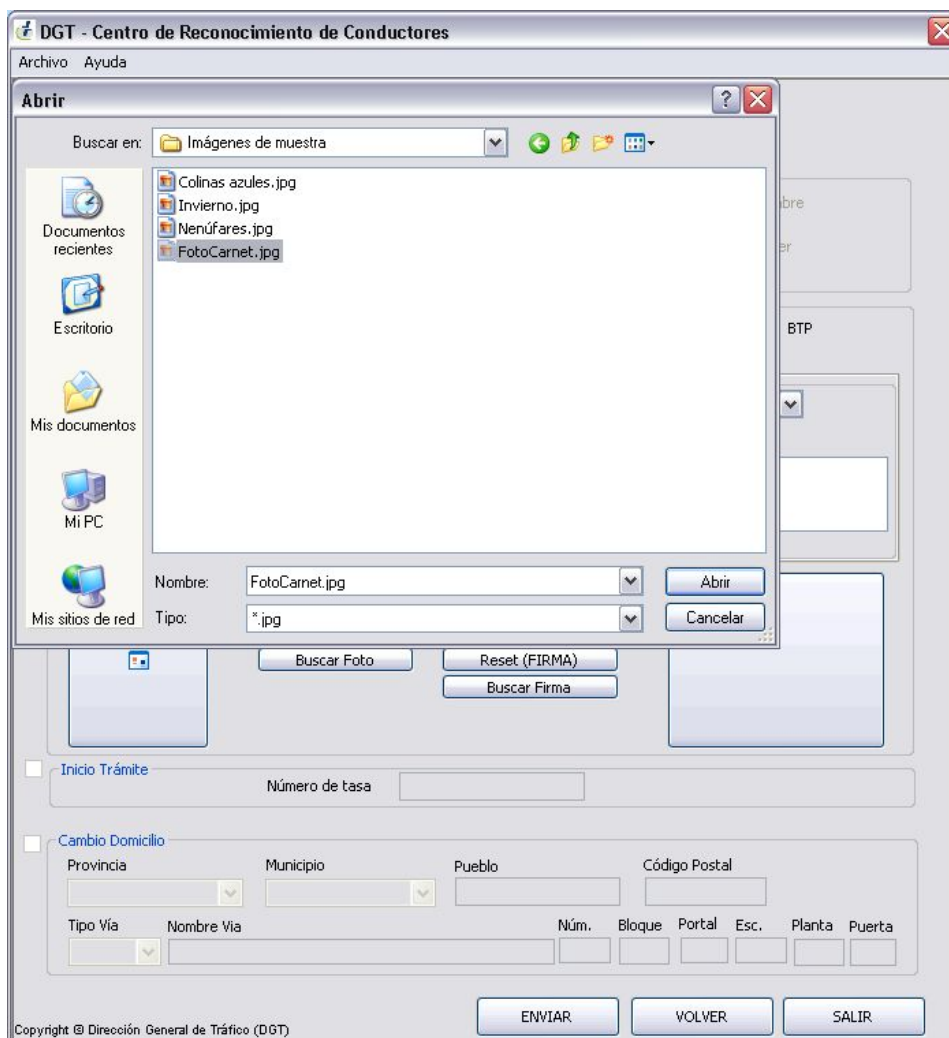 DGT - Centro de Reconocimiento de Conductores
Archivo Ayuda
Abrir
Buscar en: Imágenes de muestra
Documentos recientes
Escritorio
Mis documentos
Mi PC
Mis sitios de red
Colinas azules.jpg
Invierno.jpg
Nenúfares.jpg
FotoCarnet.jpg
Nombre: FotoCarnet.jpg Abrir
Tipo: *.jpg Cancelar
BTP
Buscar Foto Reset (FIRMA)
Buscar Firma
Inicio Trámite
Número de tasa
Cambio Domicilio
Provincia Municipio Pueblo Código Postal
Tipo Vía Nombre Via Núm. Bloque Portal Esc. Planta Puerta
ENVIAR VOLVER SALIR
Copyright © Dirección General de Tráfico (DGT)